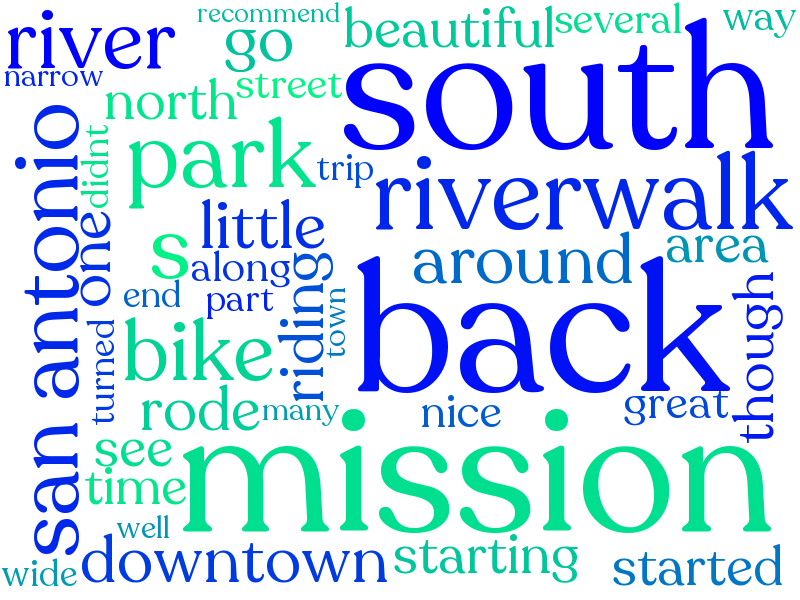 recommend
several
way
river
go
beautiful
narrow
street
south
north
san antonio
didnt
park
trip
riverwalk
little
one
s
around
area
along
riding
end
part
town
back
though
turned
bike
rode
many
nice
great
see
mission
time
well
wide
downtown
starting
started